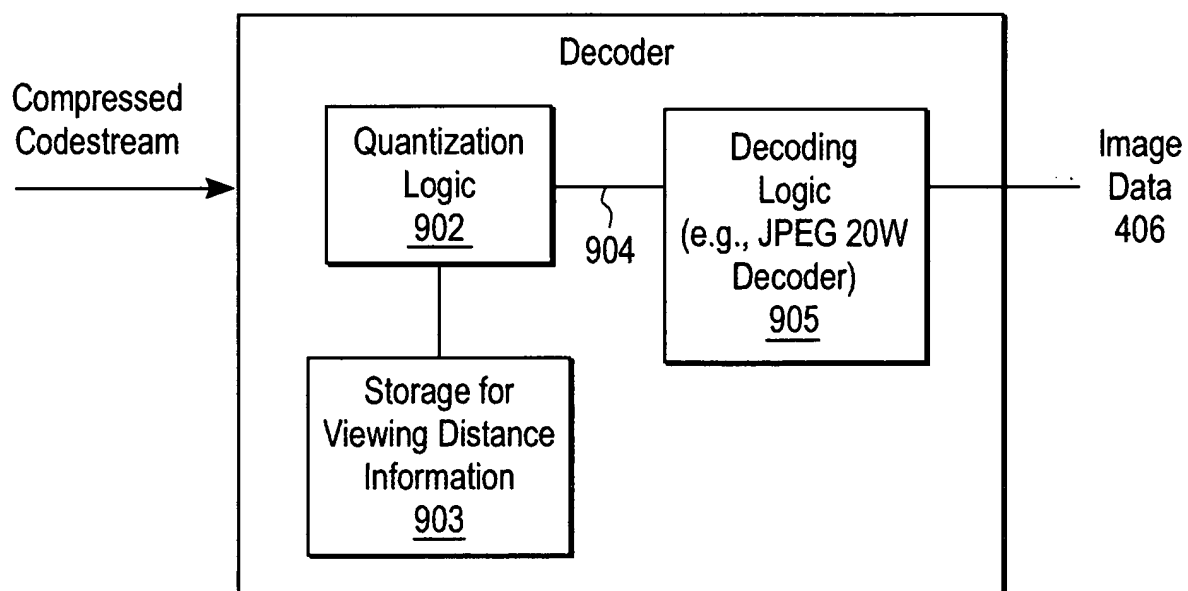 Decoder
Compressed
Codestream
Quantization
Logic
902
904
Decoding
Logic
(e.g., JPEG 20W
Decoder)
905
Image
Data
406
Storage for
Viewing Distance
Information
903